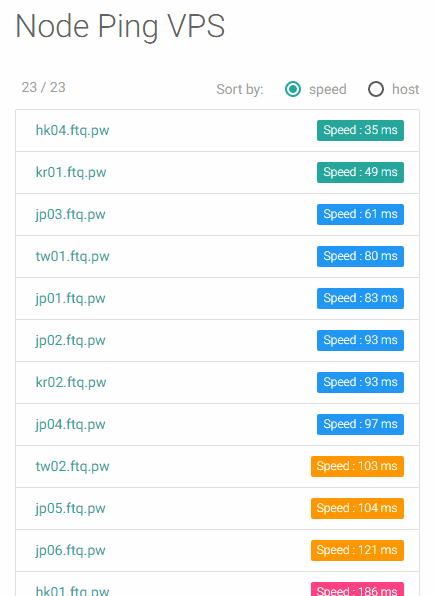 Node Ping VPS
23 / 23 Sort by: speed host
hk04.ftq.pw Speed : 35 ms
kr01.ftq.pw Speed : 49 ms
jp03.ftq.pw Speed : 61 ms
tw01.ftq.pw Speed : 80 ms
jp01.ftq.pw Speed : 83 ms
jp02.ftq.pw Speed : 93 ms
kr02.ftq.pw Speed : 93 ms
jp04.ftq.pw Speed : 97 ms
tw02.ftq.pw Speed : 103 ms
jp05.ftq.pw Speed : 104 ms
jp06.ftq.pw Speed : 121 ms
hk01.ftq.pw Speed : 186 ms